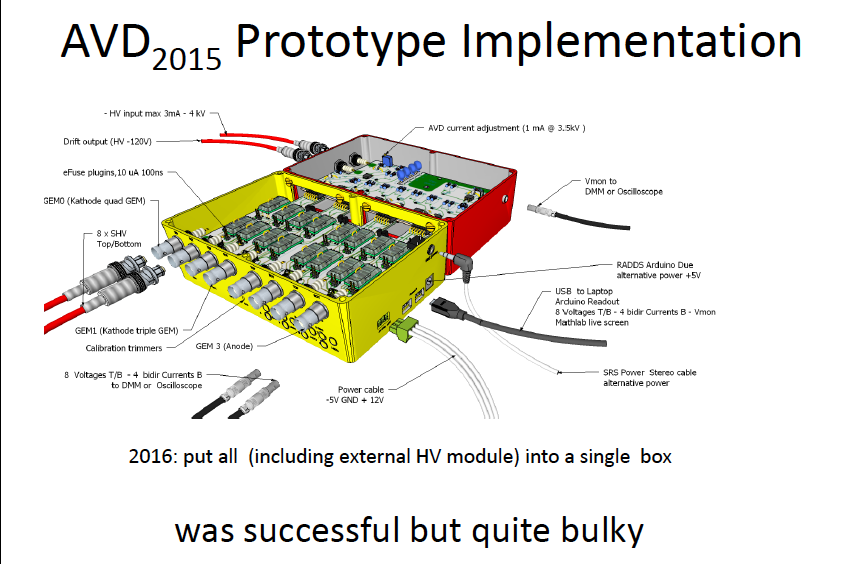 AVD2015 Prototype Implementation
- HV input max 3mA - 4 kV
AVD current adjustment (1 mA @ 3.5kV )
Drift output (HV -120V)
eFuse plugins,10 uA 100ns
Vmon to
DMM or Oscilloscope
GEM0 (Kathode quad GEM)
8 x SHV
Top/Bottom
RADDS Arduino Due
alternative power +5V
USB to Laptop
Arduino Readout
8 Voltages T/B - 4 bidir Currents B - Vmon
Mathlab live screen
GEM1 (Kathode triple GEM)
Calibration trimmers
GEM 3 (Anode)
8 Voltages T/B - 4 bidir Currents B
to DMM or Oscilloscope
SRS Power Stereo cable
alternative power
Power cable
-5V GND + 12V
2016: put all (including external HV module) into a single box
was successful but quite bulky